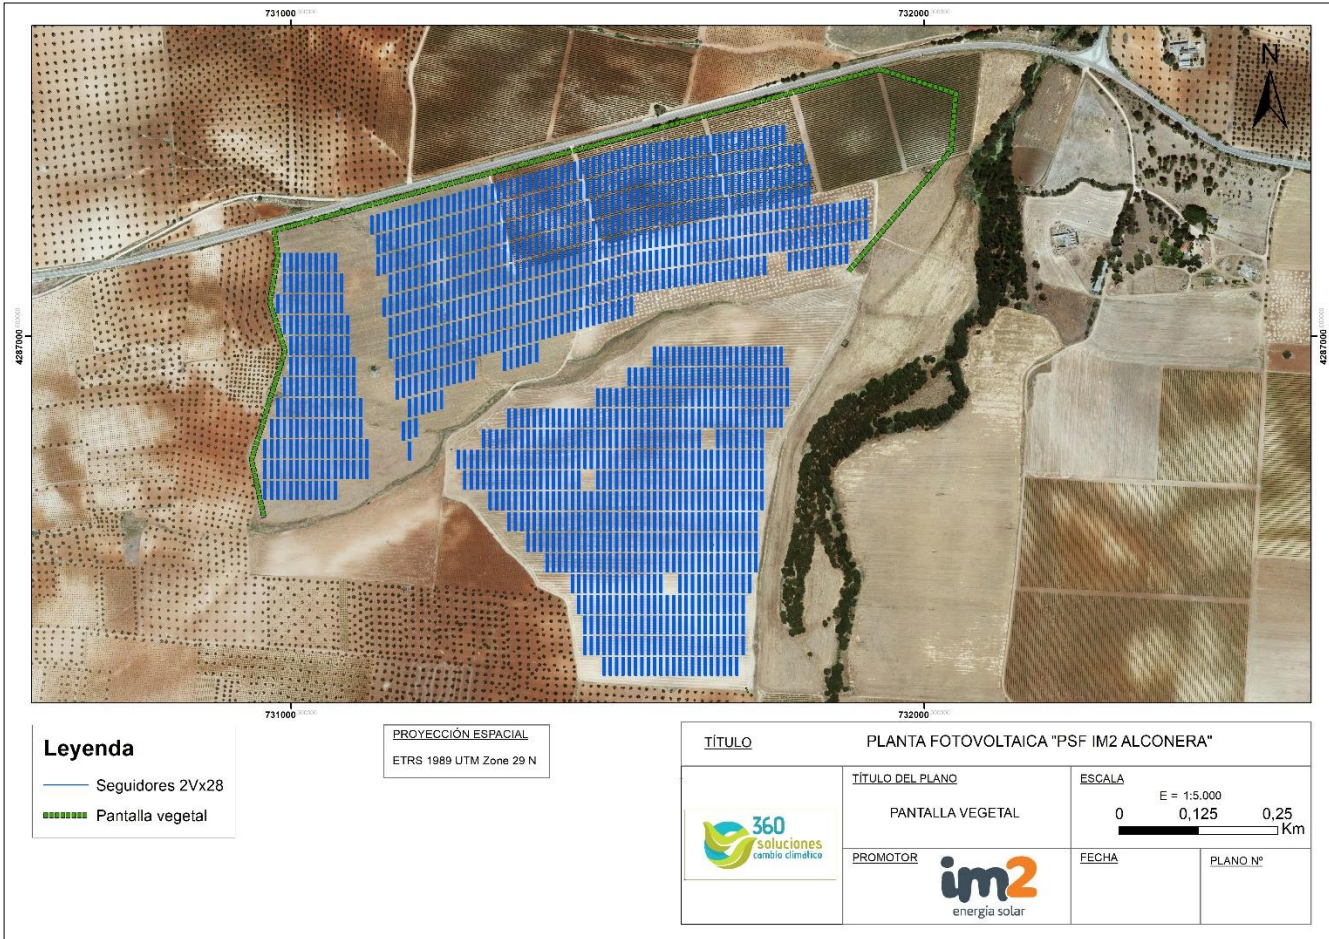 731000
732000
N
4287000
4287000
731000
732000
Leyenda
Seguidores 2Vx28
Pantalla vegetal
PROYECCIÓN ESPACIAL
ETRS 1989 UTM Zone 29 N
TÍTULO
PLANTA FOTOVOLTAICA "PSF IM2 ALCONERA"
360
soluciones
cambio climático
TÍTULO DEL PLANO
PANTALLA VEGETAL
ESCALA
E = 1:5.000
0 0,125 0,25
Km
PROMOTOR
im2
energía solar
FECHA
PLANO Nº